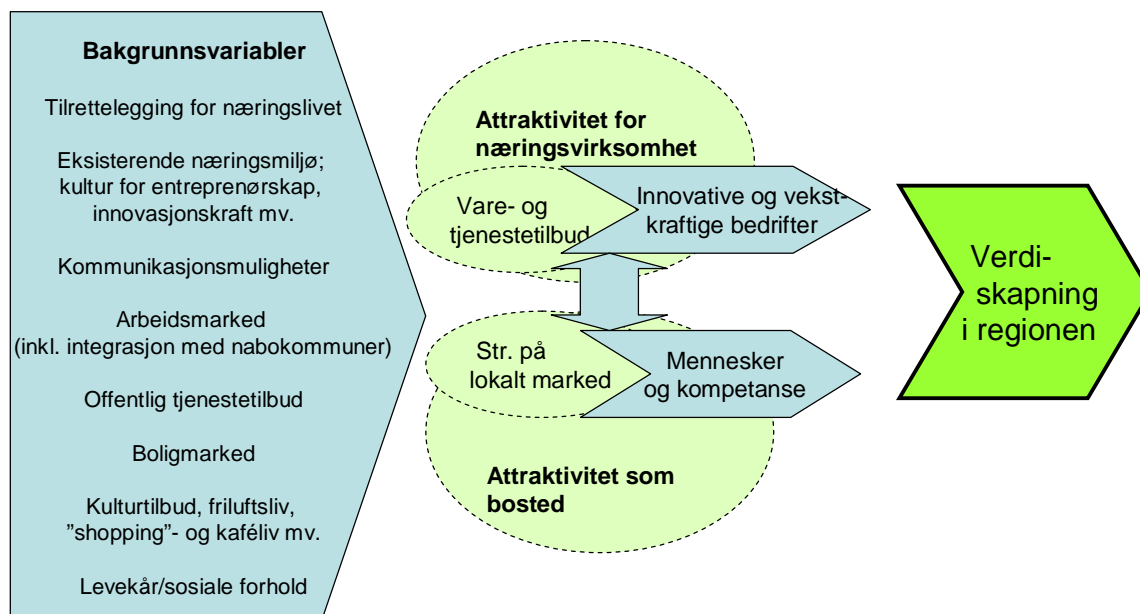 Bakgrunnsvariabler
Tilrettelegging for næringslivet
Eksisterende næringsmiljø;
kultur for entreprenørskap,
innovasjonskraft mv.
Kommunikasjonsmuligheter
Arbeidsmarked
(inkl. integrasjon med nabokommuner)
Offentlig tjenestetilbud
Boligmarked
Kulturtilbud, friluftsliv,
”shopping”- og kaféliv mv.
Levekår/sosiale forhold
Attraktivitet for
næringsvirksomhet
Vare- og
tjenestetilbud
Innovative og vekst-
kraftige bedrifter
Str. på
lokalt marked
Mennesker
og kompetanse
Attraktivitet som
bosted
Verdi-
skapning
i regionen